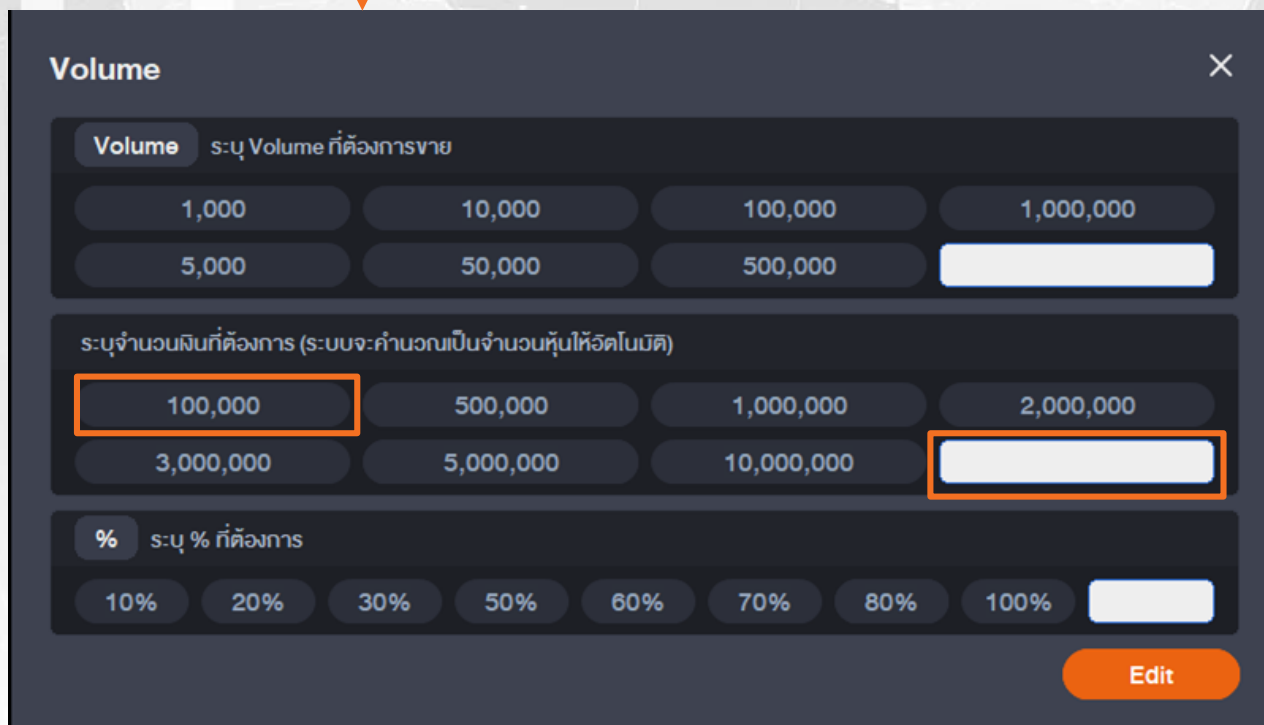 Volume
Volume ระบุ Volume ที่ต้องการขาย
1,000 10,000 100,000 1,000,000
5,000 50,000 500,000
ระบุจำนวนเงินที่ต้องการ (ระบบจะคำนวณเป็นจำนวนหุ้นให้อัตโนมัติ)
100,000 500,000 1,000,000 2,000,000
3,000,000 5,000,000 10,000,000
% ระบุ % ที่ต้องการ
10% 20% 30% 50% 60% 70% 80% 100%
Edit